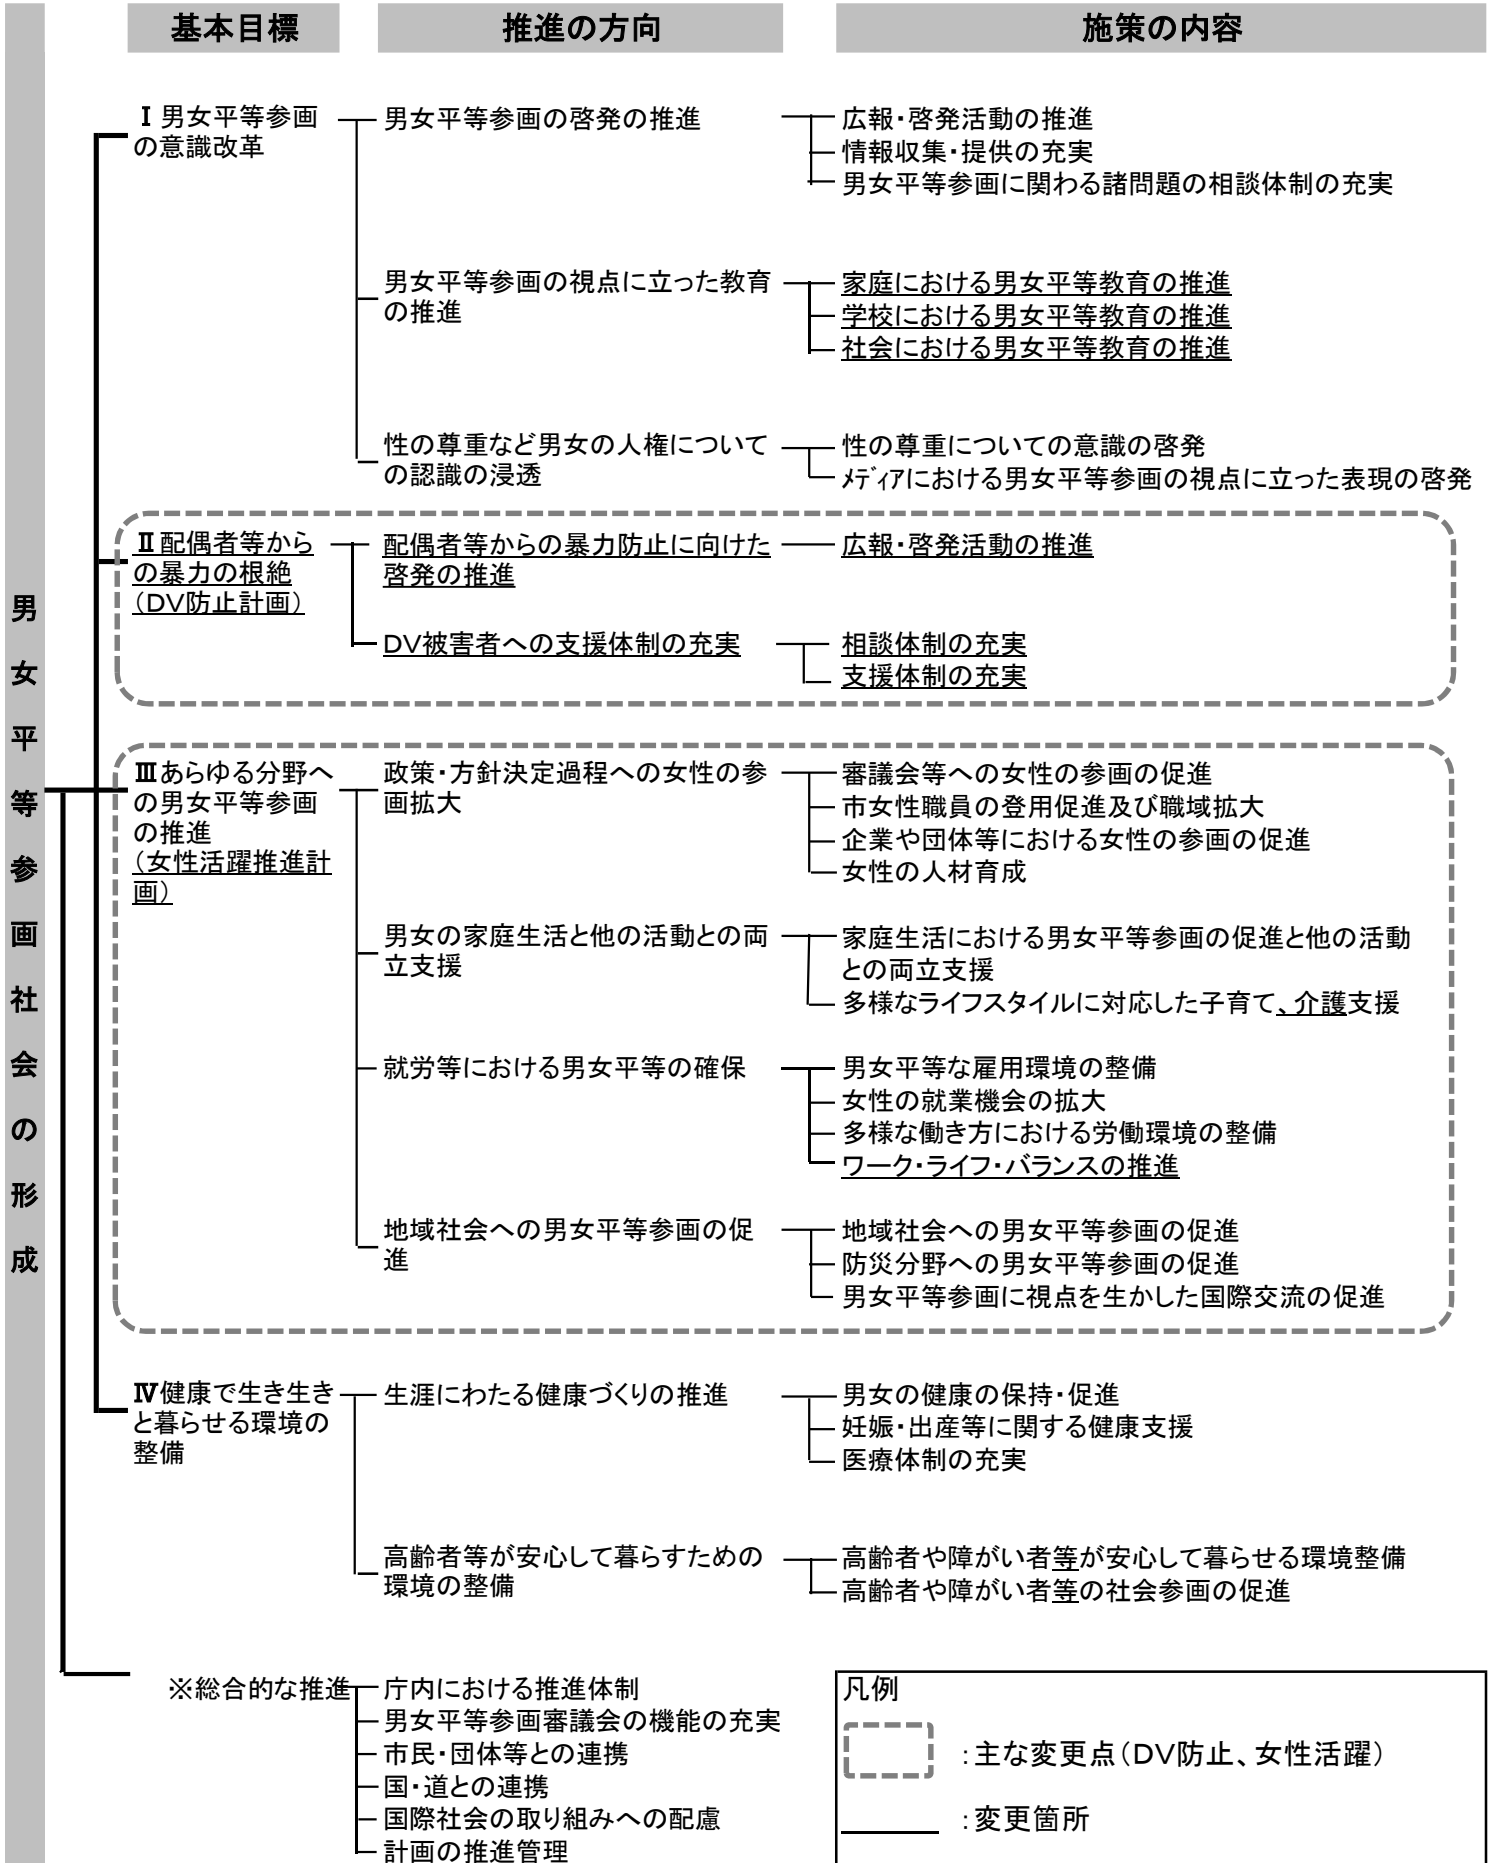 基本目標
推進の方向
施策の内容
男女平等参画社会の形成
Ⅰ 男女平等参画
の意識改革
男女平等参画の啓発の推進
広報・啓発活動の推進
情報収集・提供の充実
男女平等参画に関わる諸問題の相談体制の充実
男女平等参画の視点に立った教育
の推進
家庭における男女平等教育の推進
学校における男女平等教育の推進
社会における男女平等教育の推進
性の尊重など男女の人権について
の認識の浸透
性の尊重についての意識の啓発
メディアにおける男女平等参画の視点に立った表現の啓発
Ⅱ 配偶者等から
の暴力の根絶
（DV防止計画）
配偶者等からの暴力防止に向けた
啓発の推進
広報・啓発活動の推進
DV被害者への支援体制の充実
相談体制の充実
支援体制の充実
Ⅲ あらゆる分野へ
の男女平等参画
の推進
（女性活躍推進計
画）
政策・方針決定過程への女性の参
画拡大
審議会等への女性の参画の促進
市女性職員の登用促進及び職域拡大
企業や団体等における女性の参画の促進
女性の人材育成
男女の家庭生活と他の活動との両
立支援
家庭生活における男女平等参画の促進と他の活動
との両立支援
多様なライフスタイルに対応した子育て、介護支援
就労等における男女平等の確保
男女平等な雇用環境の整備
女性の就業機会の拡大
多様な働き方における労働環境の整備
ワーク・ライフ・バランスの推進
地域社会への男女平等参画の促
進
地域社会への男女平等参画の促進
防災分野への男女平等参画の促進
男女平等参画に視点を生かした国際交流の促進
Ⅳ 健康で生き生き
と暮らせる環境の
整備
生涯にわたる健康づくりの推進
男女の健康の保持・促進
妊娠・出産等に関する健康支援
医療体制の充実
高齢者等が安心して暮らすための
環境の整備
高齢者や障がい者等が安心して暮らせる環境整備
高齢者や障がい者等の社会参画の促進
※総合的な推進
庁内における推進体制
男女平等参画審議会の機能の充実
市民・団体等との連携
国・道との連携
国際社会の取り組みへの配慮
計画の推進管理
凡例
：主な変更点（DV防止、女性活躍）
：変更箇所